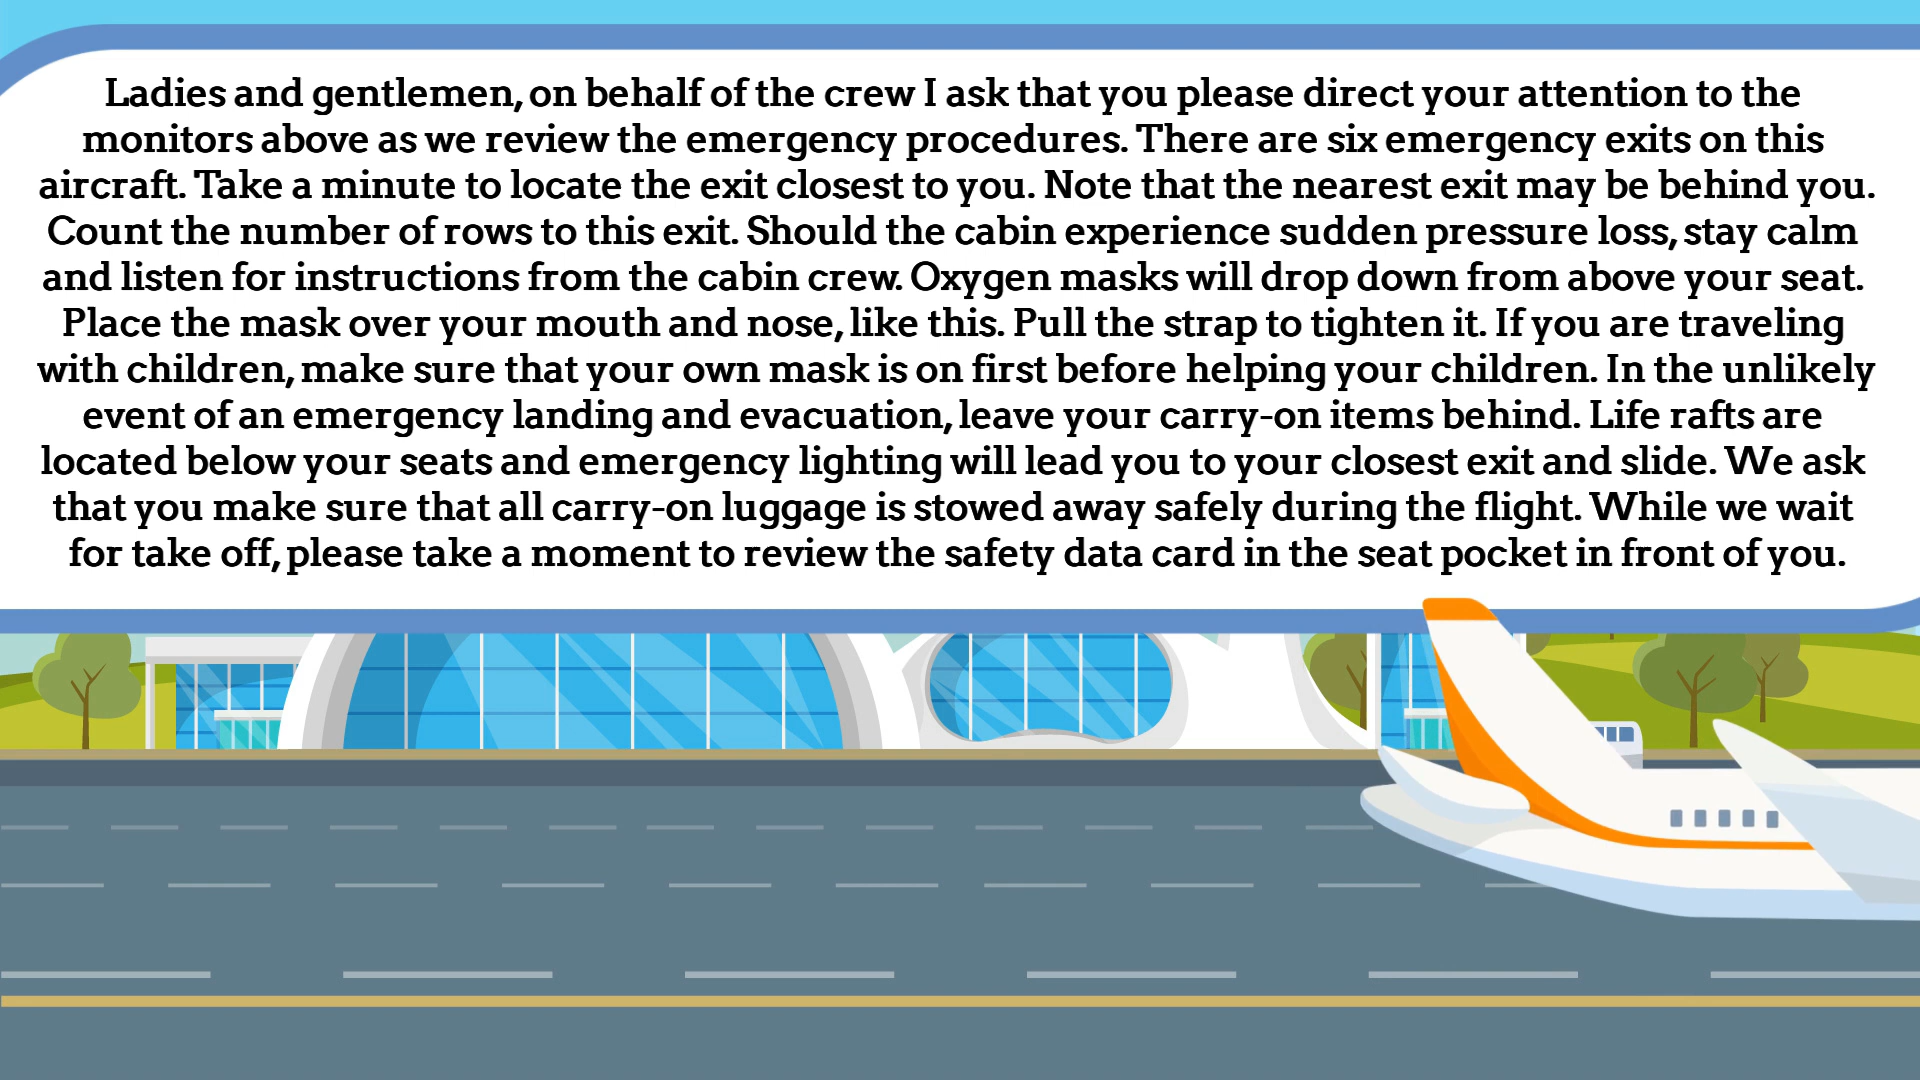 Ladies and gentlemen, on behalf of the crew I ask that you please direct your attention to the
monitors above as we review the emergency procedures. There are six emergency exits on this
aircraft. Take a minute to locate the exit closest to you. Note that the nearest exit may be behind you.
Count the number of rows to this exit. Should the cabin experience sudden pressure loss, stay calm
and listen for instructions from the cabin crew. Oxygen masks will drop down from above your seat.
Place the mask over your mouth and nose, like this. Pull the strap to tighten it. If you are traveling
with children, make sure that your own mask is on first before helping your children. In the unlikely
event of an emergency landing and evacuation, leave your carry-on items behind. Life rafts are
located below your seats and emergency lighting will lead you to your closest exit and slide. We ask
that you make sure that all carry-on luggage is stowed away safely during the flight. While we wait
for take off, please take a moment to review the safety data card in the seat pocket in front of you.